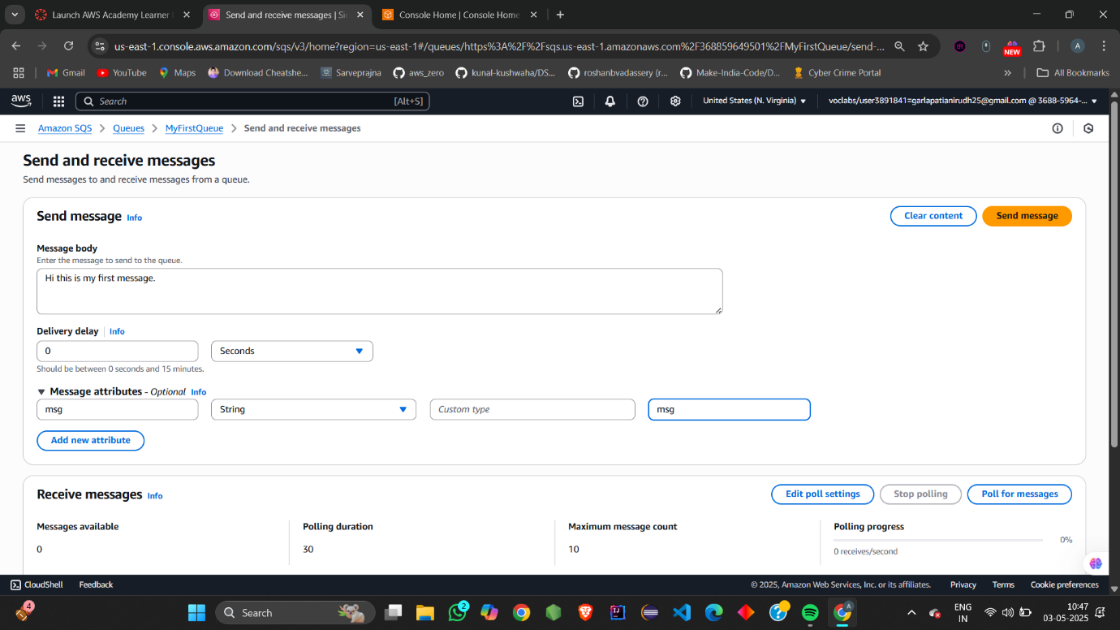 Launch AWS Academy Learner
Send and receive messages | Si
Console Home | Console Home
us-east-1.console.aws.amazon.com/sqs/v3/home?region=us-east-1#/queues/https%3A%2F%2Fsqs.us-east-1.amazonaws.com%2F368859649501%2FMyFirstQueue/send-...
NEW
A
Gmail
YouTube
Maps
Download Cheatshe...
Sarveprajna
aws_zero
kunal-kushwaha/DS...
roshanbvadassery (r...
Make-India-Code/D...
Cyber Crime Portal
»
All Bookmarks
aws
Search
[Alt+S]
United States (N. Virginia)
voclabs/user3891841=garlapatianirudh25@gmail.com @ 3688-5964-...
Amazon SQS
Queues
MyFirstQueue
Send and receive messages
Send and receive messages
Send messages to and receive messages from a queue.
Send message Info
Clear content
Send message
Message body
Enter the message to send to the queue.
Hi this is my first message.
Delivery delay Info
0
Seconds
Should be between 0 seconds and 15 minutes.
Message attributes - Optional Info
msg
String
Custom type
msg
Add new attribute
Receive messages Info
Edit poll settings
Stop polling
Poll for messages
Messages available
0
Polling duration
30
Maximum message count
10
Polling progress
0%
0 receives/second
CloudShell
Feedback
© 2025, Amazon Web Services, Inc. or its affiliates.
Privacy
Terms
Cookie preferences
4
Search
2
A
ENG
IN
10:47
03-05-2025